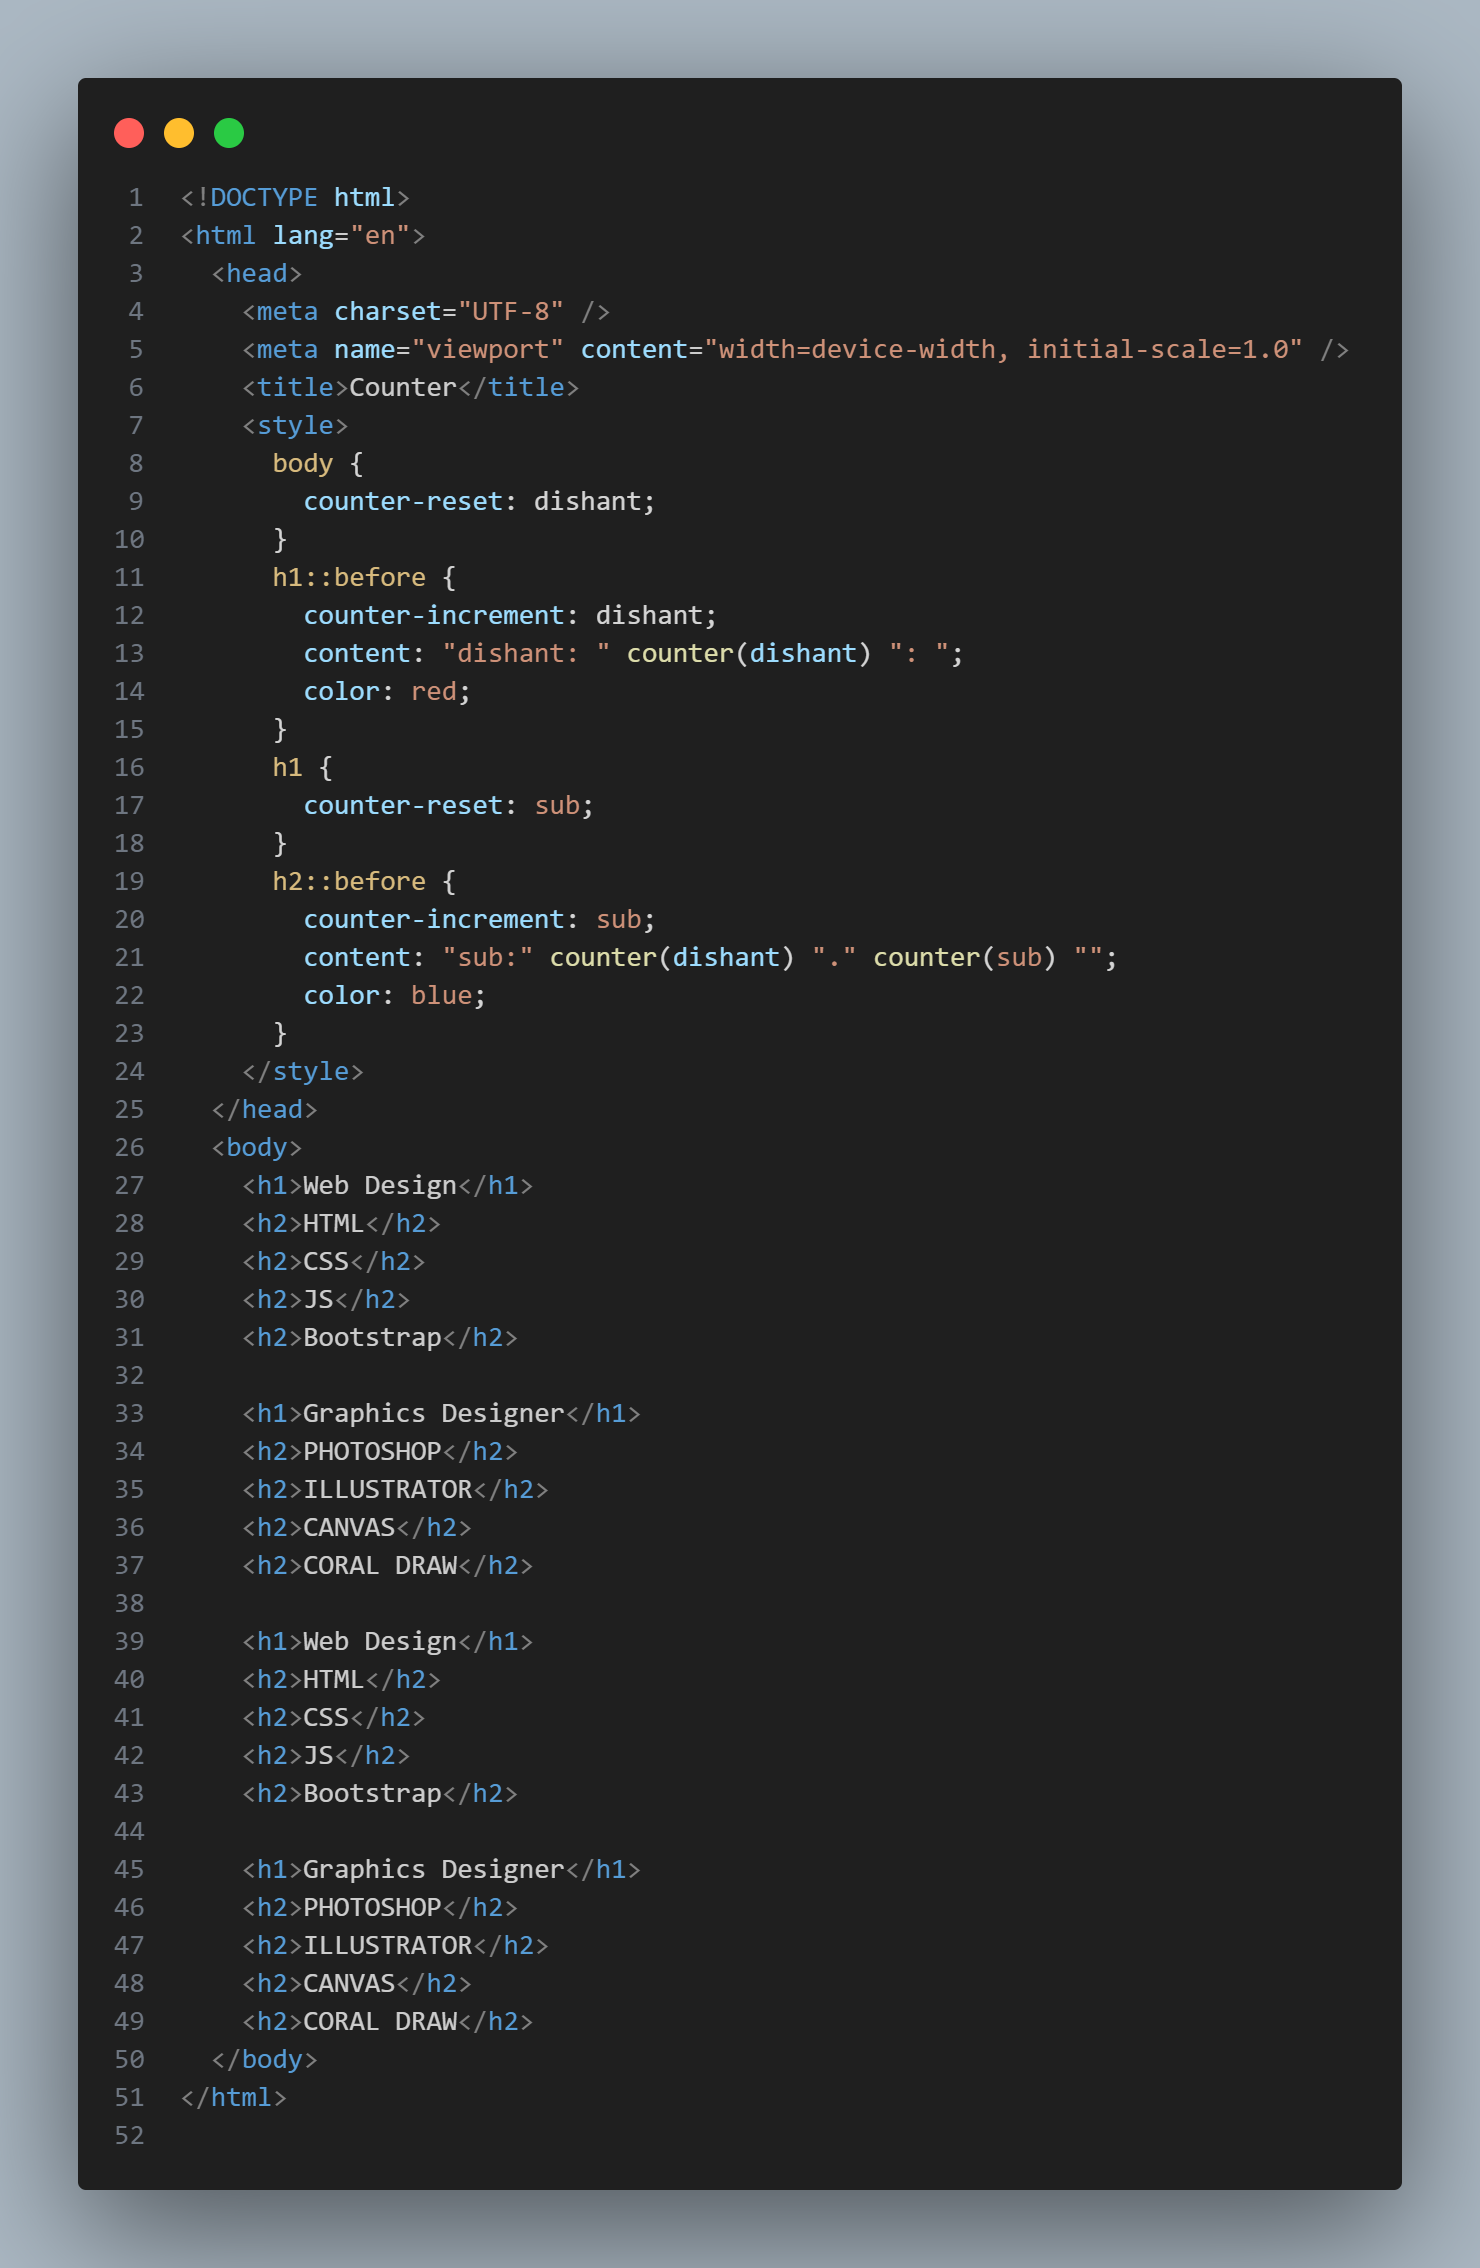 1 <!DOCTYPE html>
2 <html lang="en">
3   <head>
4     <meta charset="UTF-8" />
5     <meta name="viewport" content="width=device-width, initial-scale=1.0" />
6     <title>Counter</title>
7     <style>
8       body {
9         counter-reset: dishant;
10       }
11       h1::before {
12         counter-increment: dishant;
13         content: "dishant: " counter(dishant) ": ";
14         color: red;
15       }
16       h1 {
17         counter-reset: sub;
18       }
19       h2::before {
20         counter-increment: sub;
21         content: "sub:" counter(dishant) "." counter(sub) "";
22         color: blue;
23       }
24     </style>
25   </head>
26   <body>
27     <h1>Web Design</h1>
28     <h2>HTML</h2>
29     <h2>CSS</h2>
30     <h2>JS</h2>
31     <h2>Bootstrap</h2>
32
33     <h1>Graphics Designer</h1>
34     <h2>PHOTOSHOP</h2>
35     <h2>ILLUSTRATOR</h2>
36     <h2>CANVAS</h2>
37     <h2>CORAL DRAW</h2>
38
39     <h1>Web Design</h1>
40     <h2>HTML</h2>
41     <h2>CSS</h2>
42     <h2>JS</h2>
43     <h2>Bootstrap</h2>
44
45     <h1>Graphics Designer</h1>
46     <h2>PHOTOSHOP</h2>
47     <h2>ILLUSTRATOR</h2>
48     <h2>CANVAS</h2>
49     <h2>CORAL DRAW</h2>
50   </body>
51 </html>
52